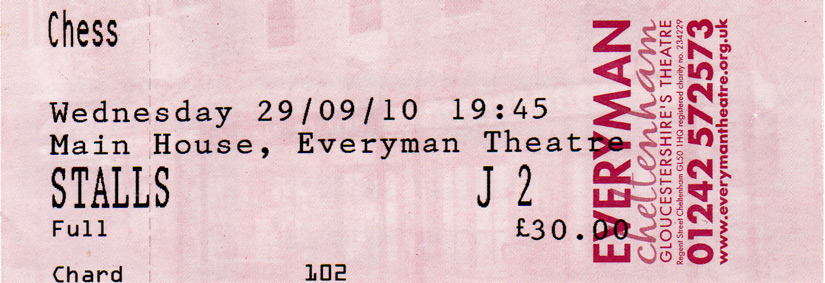 Chess
Wednesday 29/09/10 19:45
Main House, Everyman Theatre
STALLS J 2
Full £30.00
Chard 102
EVERYMAN
cheltenham
GLOUCESTERSHIRE'S THEATRE
Regent Street Cheltenham GL50 1HQ registered charity no. 234229
01242 572573
www.everymantheatre.org.uk